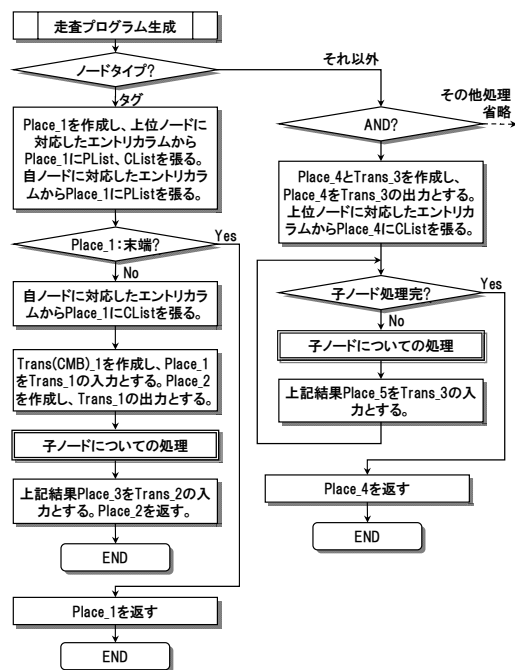 走査プログラム生成
ノードタイプ?
それ以外
タグ
Place_1を作成し、上位ノードに
対応したエントリカラムから
Place_1にPList、CListを張る。
自ノードに対応したエントリカラ
ムからPlace_1にPListを張る。
Place_1:末端?
Yes
No
自ノードに対応したエントリカラ
ムからPlace_1にCListを張る。
Trans(CMB)_1を作成し、Place_1
をTrans_1の入力とする。Place_2
を作成し、Trans_1の出力とする。
子ノードについての処理
上記結果Place_3をTrans_2の入
力とする。Place_2を返す。
END
Place_1を返す
END
AND?
その他処理
省略
Place_4とTrans_3を作成し、
Place_4をTrans_3の出力とする。
上位ノードに対応したエントリカ
ラムからPlace_4にCListを張る。
子ノード処理完?
Yes
No
子ノードについての処理
上記結果Place_5をTrans_3の入
力とする。
Place_4を返す
END